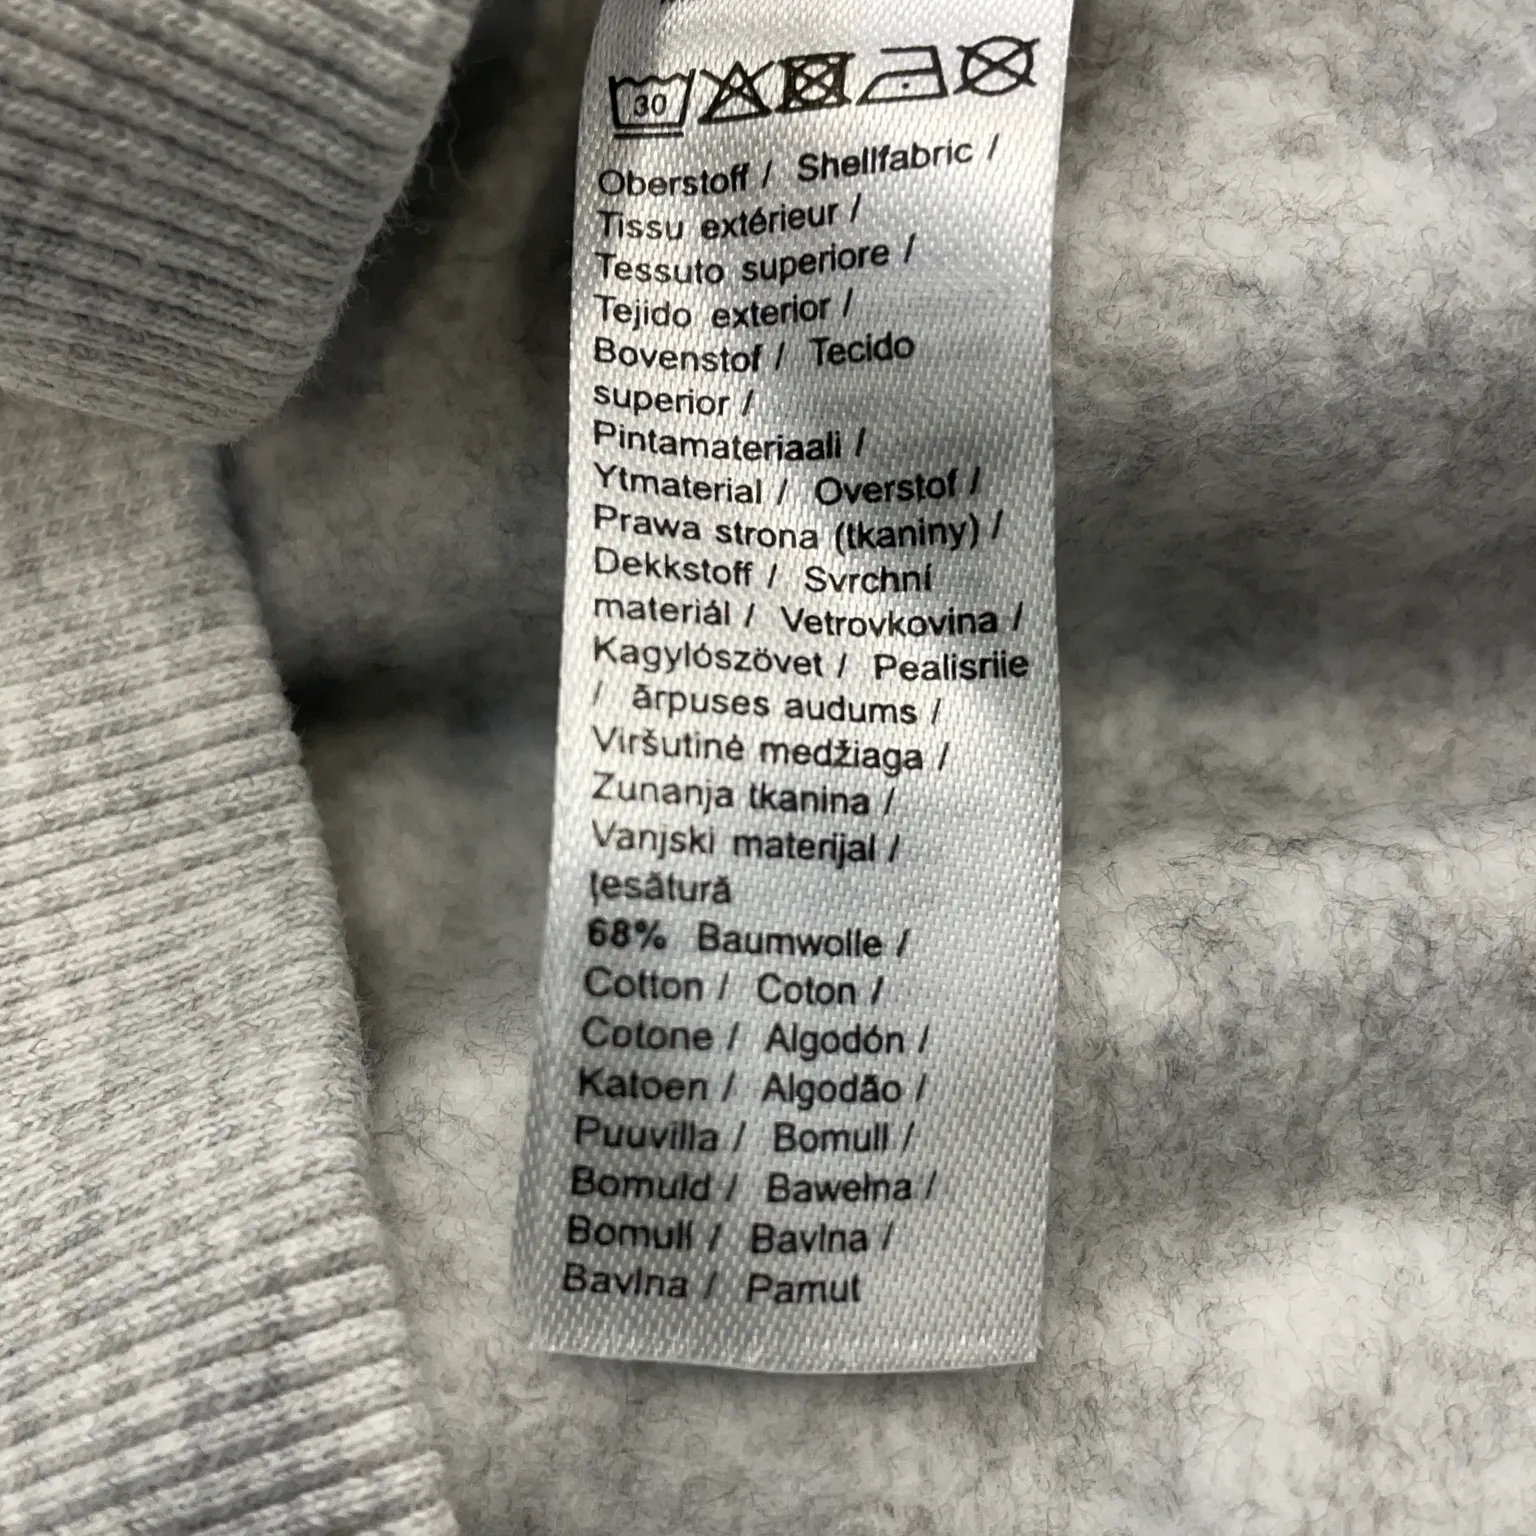 30
Oberstoff / Shellfabric /
Tissu extérieur /
Tessuto superiore /
Tejido exterior /
Bovenstof / Tecido
superior /
Pintamateriaali /
Ytmaterial / Overstof /
Prawa strona (tkaniny) /
Dekkstoff / Svrchní
materiál / Vetrovkovina /
Kagylószövet / Pealisriie
/ ārpuses audums /
Viršutinė medžiaga /
Zunanja tkanina /
Vanjski materijal /
ţesătură
68% Baumwolle /
Cotton / Coton /
Cotone / Algodón /
Katoen / Algodão /
Puuvilla / Bomull /
Bomuld / Bawełna /
Bomull / Bavlna /
Bavlna / Pamut